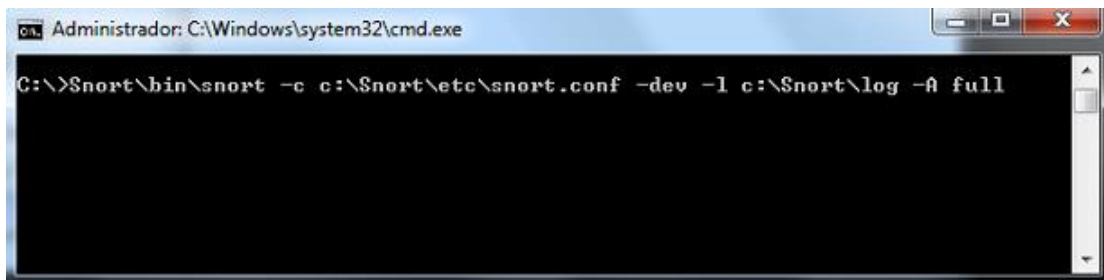 Administrador: C:\Windows\system32\cmd.exe
C:\>Snort\bin\snort -c c:\Snort\etc\snort.conf -dev -l c:\Snort\log -A full